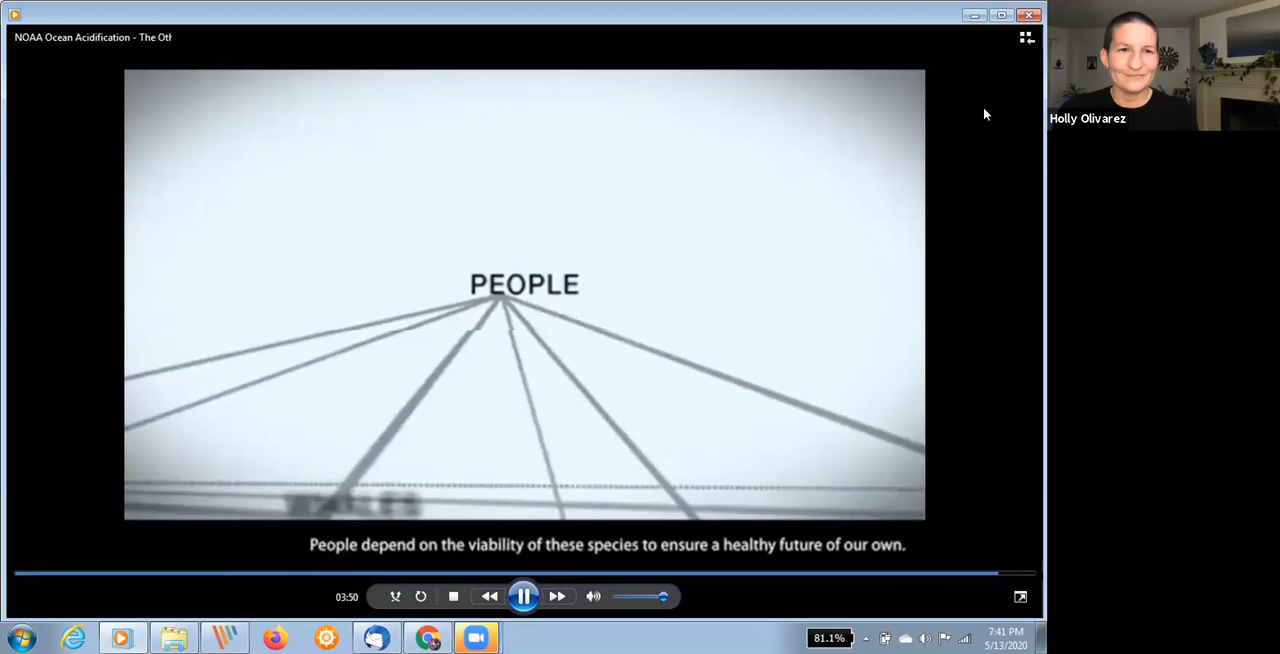 NOAA Ocean Acidification - The Oth
Holly Olivarez
PEOPLE
People depend on the viability of these species to ensure a healthy future of our own.
03:50
81.1%
7:41 PM
5/13/2020